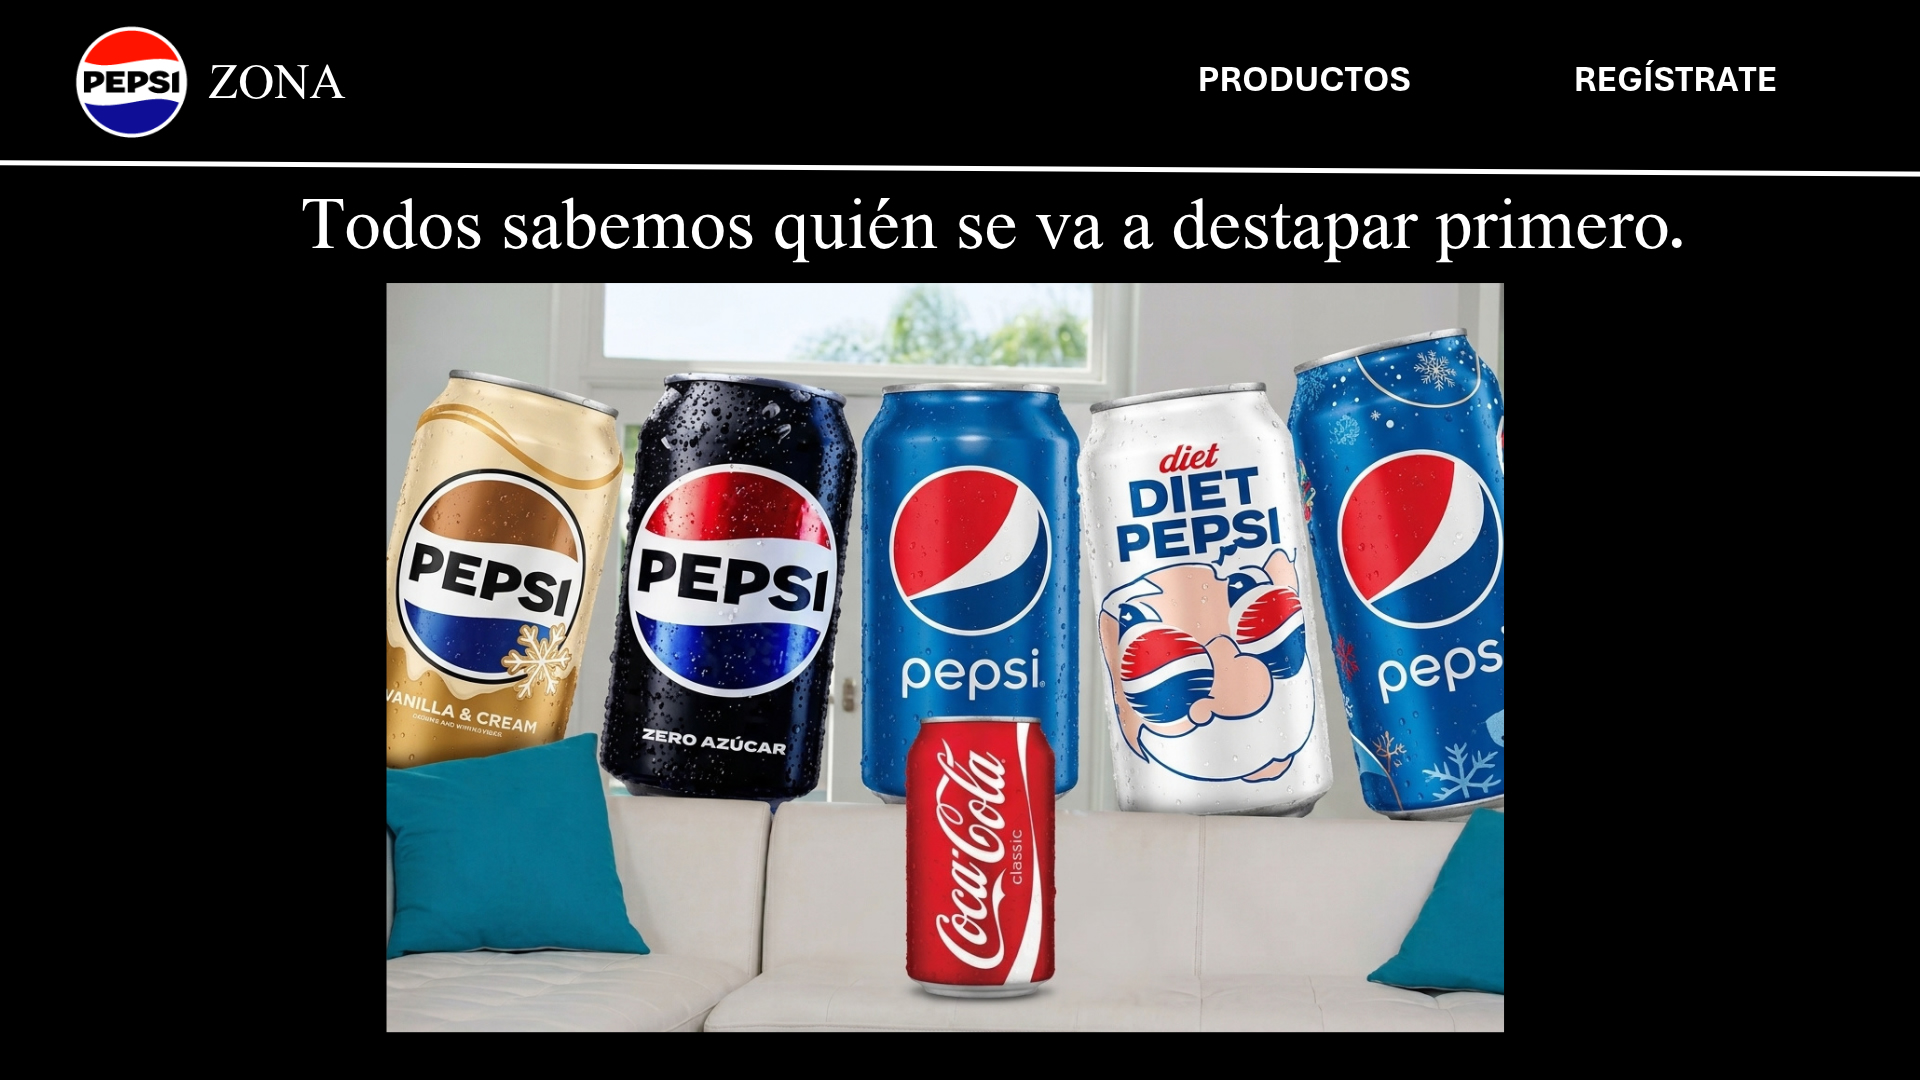 PEPSI ZONA
PRODUCTOS
REGÍSTRATE
Todos sabemos quién se va a destapar primero.
PEPSI
VANILLA & CREAM
PEPSI
ZERO AZÚCAR
pepsi
diet
DIET
PEPSI
pepsi
Coca-Cola
classic